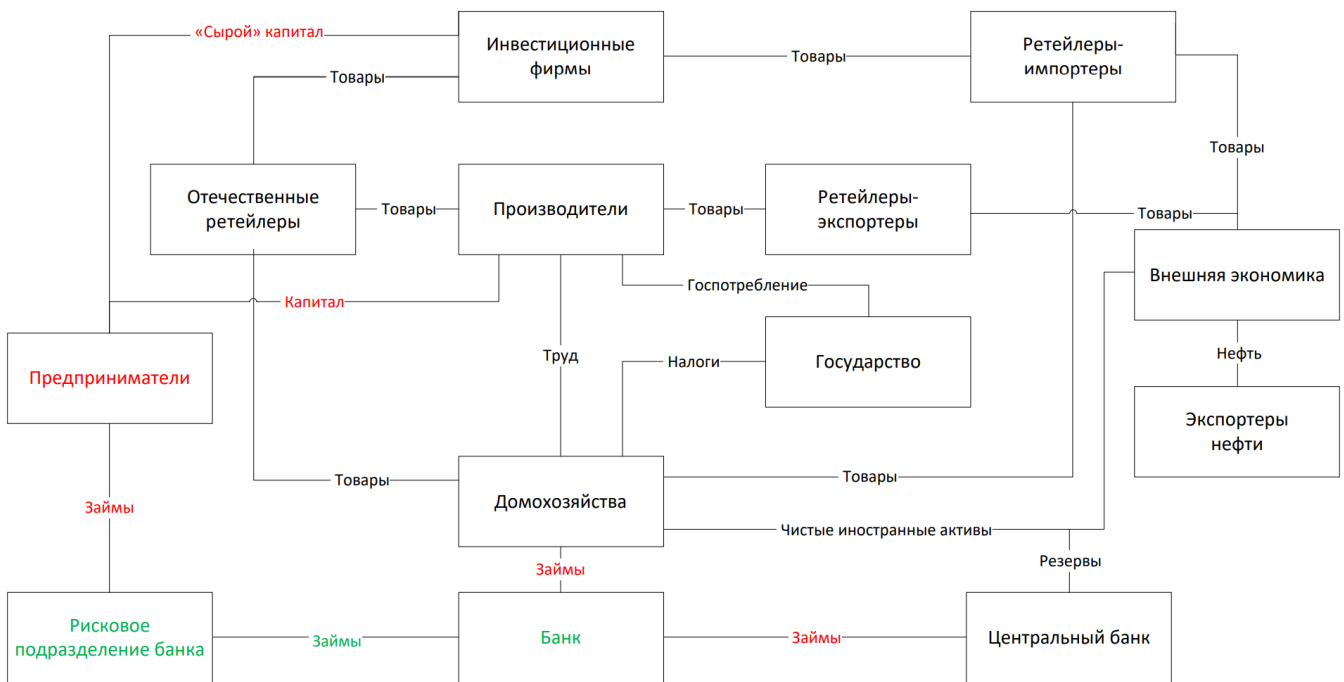 «Сырой» капитал
Инвестиционные
фирмы
Ретейлеры-
импортеры
Товары
Товары
Товары
Отечественные
ретейлеры
Товары
Производители
Товары
Ретейлеры-
экспортеры
Товары
Внешняя экономика
Капитал
Госпотребление
Предприниматели
Труд
Налоги
Государство
Нефть
Экспортеры
нефти
Товары
Домохозяйства
Товары
Займы
Чистые иностранные активы
Займы
Резервы
Рисковое
подразделение банка
Займы
Банк
Займы
Центральный банк